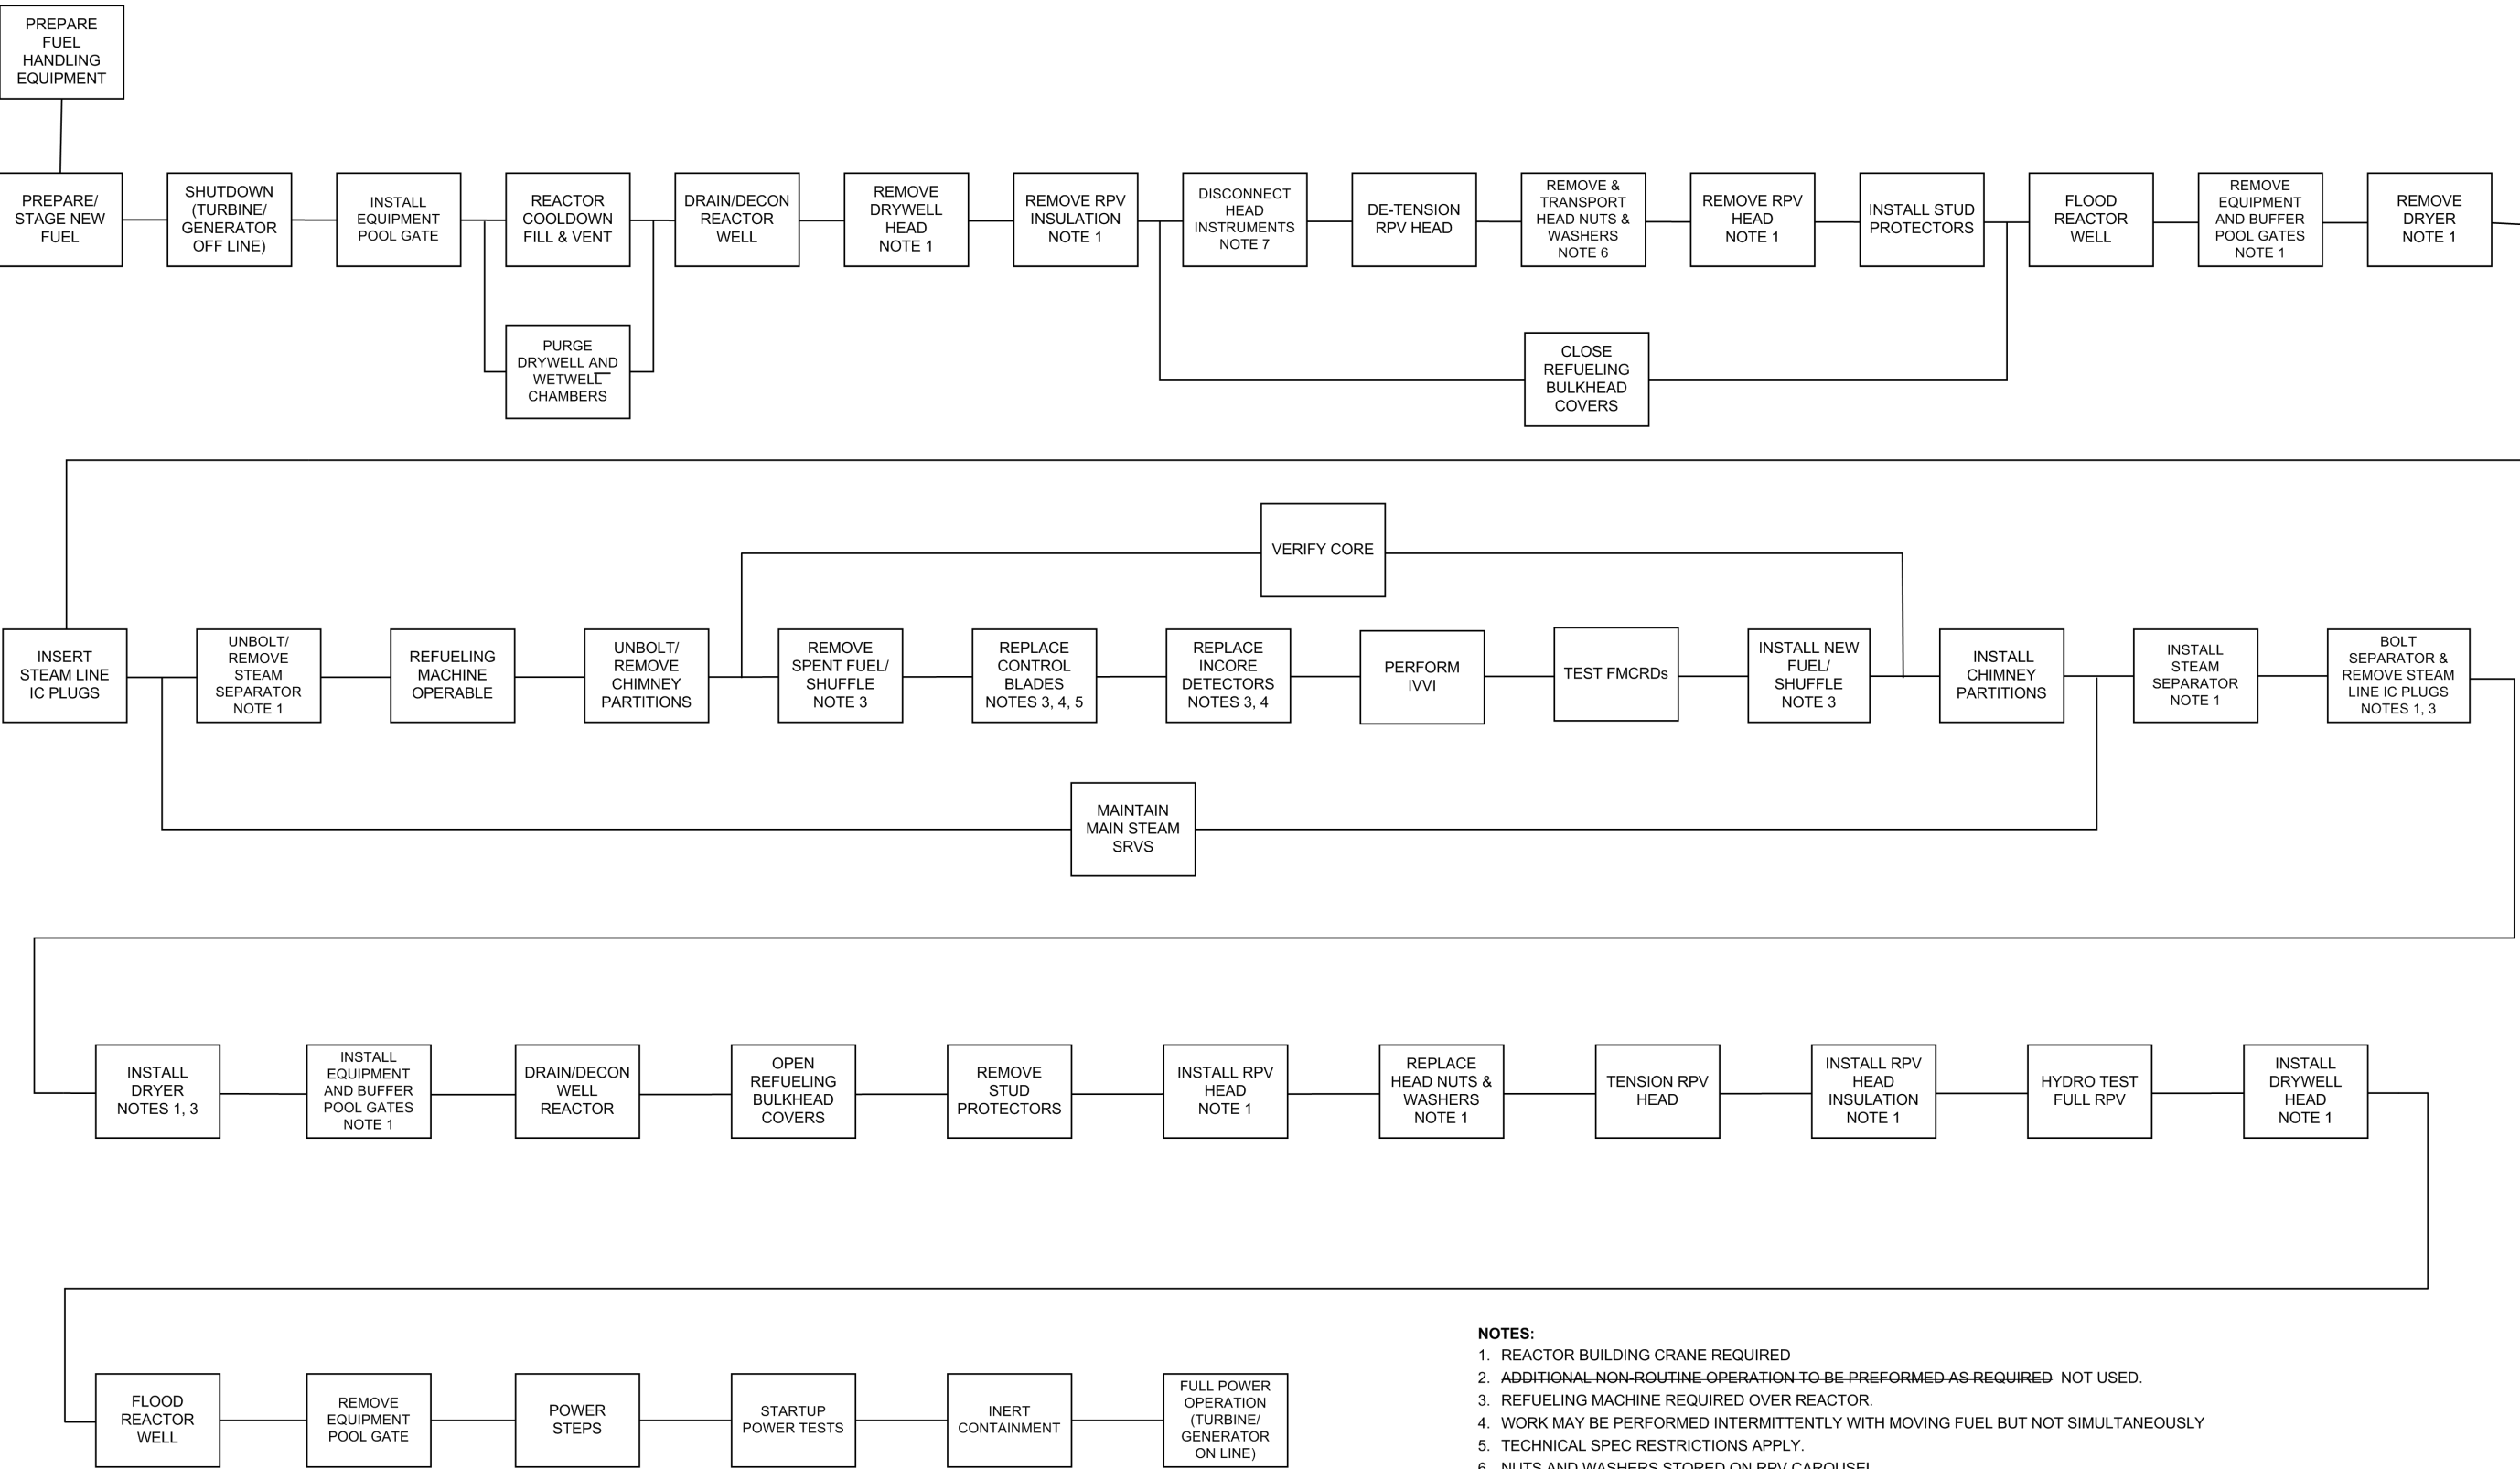 PREPARE
FUEL
HANDLING
EQUIPMENT
PREPARE/
STAGE NEW
FUEL
SHUTDOWN
(TURBINE/
GENERATOR
OFF LINE)
INSTALL
EQUIPMENT
POOL GATE
REACTOR
COOLDOWN
FILL & VENT
DRAIN/DECON
REACTOR
WELL
REMOVE
DRYWELL
HEAD
NOTE 1
REMOVE RPV
INSULATION
NOTE 1
DISCONNECT
HEAD
INSTRUMENTS
NOTE 7
DE-TENSION
RPV HEAD
REMOVE &
TRANSPORT
HEAD NUTS &
WASHERS
NOTE 6
REMOVE RPV
HEAD
NOTE 1
INSTALL STUD
PROTECTORS
FLOOD
REACTOR
WELL
REMOVE
EQUIPMENT
AND BUFFER
POOL GATES
NOTE 1
REMOVE
DRYER
NOTE 1
PURGE
DRYWELL AND
WETWELL
CHAMBERS
CLOSE
REFUELING
BULKHEAD
COVERS
VERIFY CORE
INSERT
STEAM LINE
IC PLUGS
UNBOLT/
REMOVE
STEAM
SEPARATOR
NOTE 1
REFUELING
MACHINE
OPERABLE
UNBOLT/
REMOVE
CHIMNEY
PARTITIONS
REMOVE
SPENT FUEL/
SHUFFLE
NOTE 3
REPLACE
CONTROL
BLADES
NOTES 3, 4, 5
REPLACE
INCORE
DETECTORS
NOTES 3, 4
PERFORM
IVVI
TEST FMCRDs
INSTALL NEW
FUEL/
SHUFFLE
NOTE 3
INSTALL
CHIMNEY
PARTITIONS
INSTALL
STEAM
SEPARATOR
NOTE 1
BOLT
SEPARATOR &
REMOVE STEAM
LINE IC PLUGS
NOTES 1, 3
MAINTAIN
MAIN STEAM
SRVS
INSTALL
DRYER
NOTES 1, 3
INSTALL
EQUIPMENT
AND BUFFER
POOL GATES
NOTE 1
DRAIN/DECON
WELL
REACTOR
OPEN
REFUELING
BULKHEAD
COVERS
REMOVE
STUD
PROTECTORS
INSTALL RPV
HEAD
NOTE 1
REPLACE
HEAD NUTS &
WASHERS
NOTE 1
TENSION RPV
HEAD
INSTALL RPV
HEAD
INSULATION
NOTE 1
HYDRO TEST
FULL RPV
INSTALL
DRYWELL
HEAD
NOTE 1
FLOOD
REACTOR
WELL
REMOVE
EQUIPMENT
POOL GATE
POWER
STEPS
STARTUP
POWER TESTS
INERT
CONTAINMENT
FULL POWER
OPERATION
(TURBINE/
GENERATOR
ON LINE)
NOTES:
1. REACTOR BUILDING CRANE REQUIRED
2. ADDITIONAL NON-ROUTINE OPERATION TO BE PREFORMED AS REQUIRED NOT USED.
3. REFUELING MACHINE REQUIRED OVER REACTOR.
4. WORK MAY BE PERFORMED INTERMITTENTLY WITH MOVING FUEL BUT NOT SIMULTANEOUSLY
5. TECHNICAL SPEC RESTRICTIONS APPLY.
6. NUTS AND WASHERS STORED ON RPV CAROUSEL